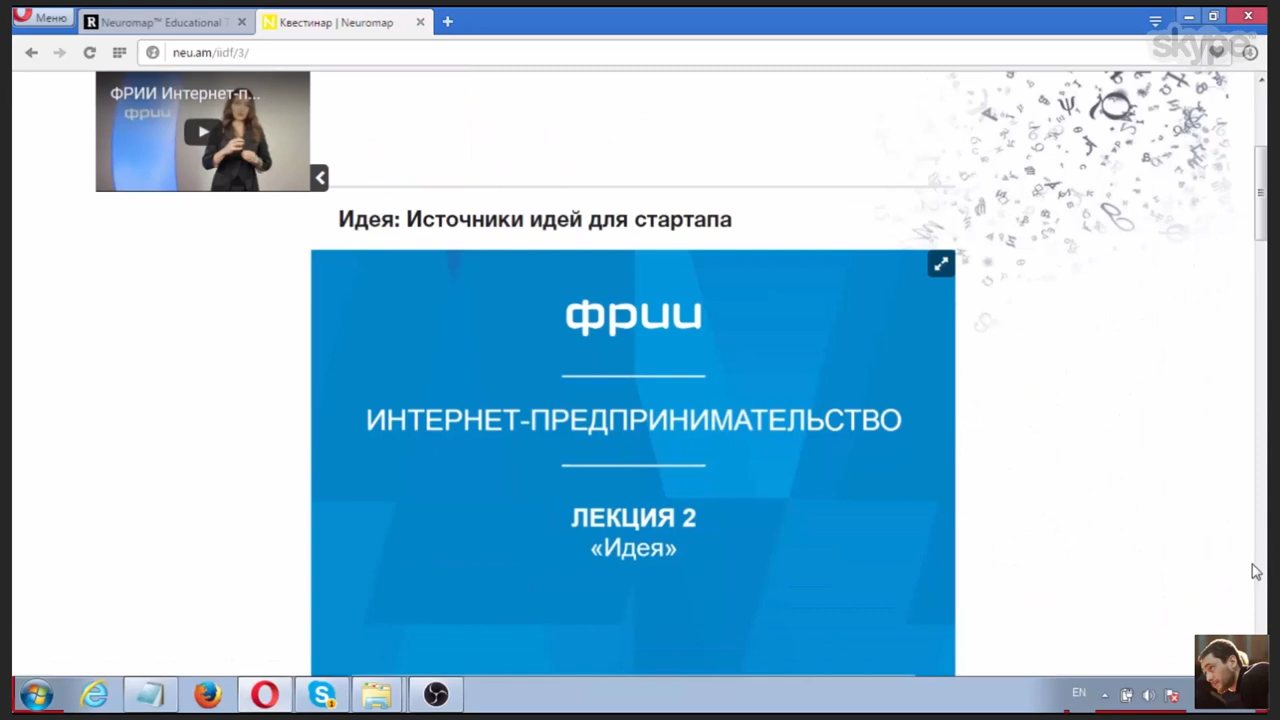 Меню
Neuromap™ Educational
Квестинар | Neuromap
skype
neu.am/iidf/3/
ФРИИ Интернет-п...
фрии
Идея: Источники идей для стартапа
фрии
ИНТЕРНЕТ-ПРЕДПРИНИМАТЕЛЬСТВО
ЛЕКЦИЯ 2
«Идея»
EN